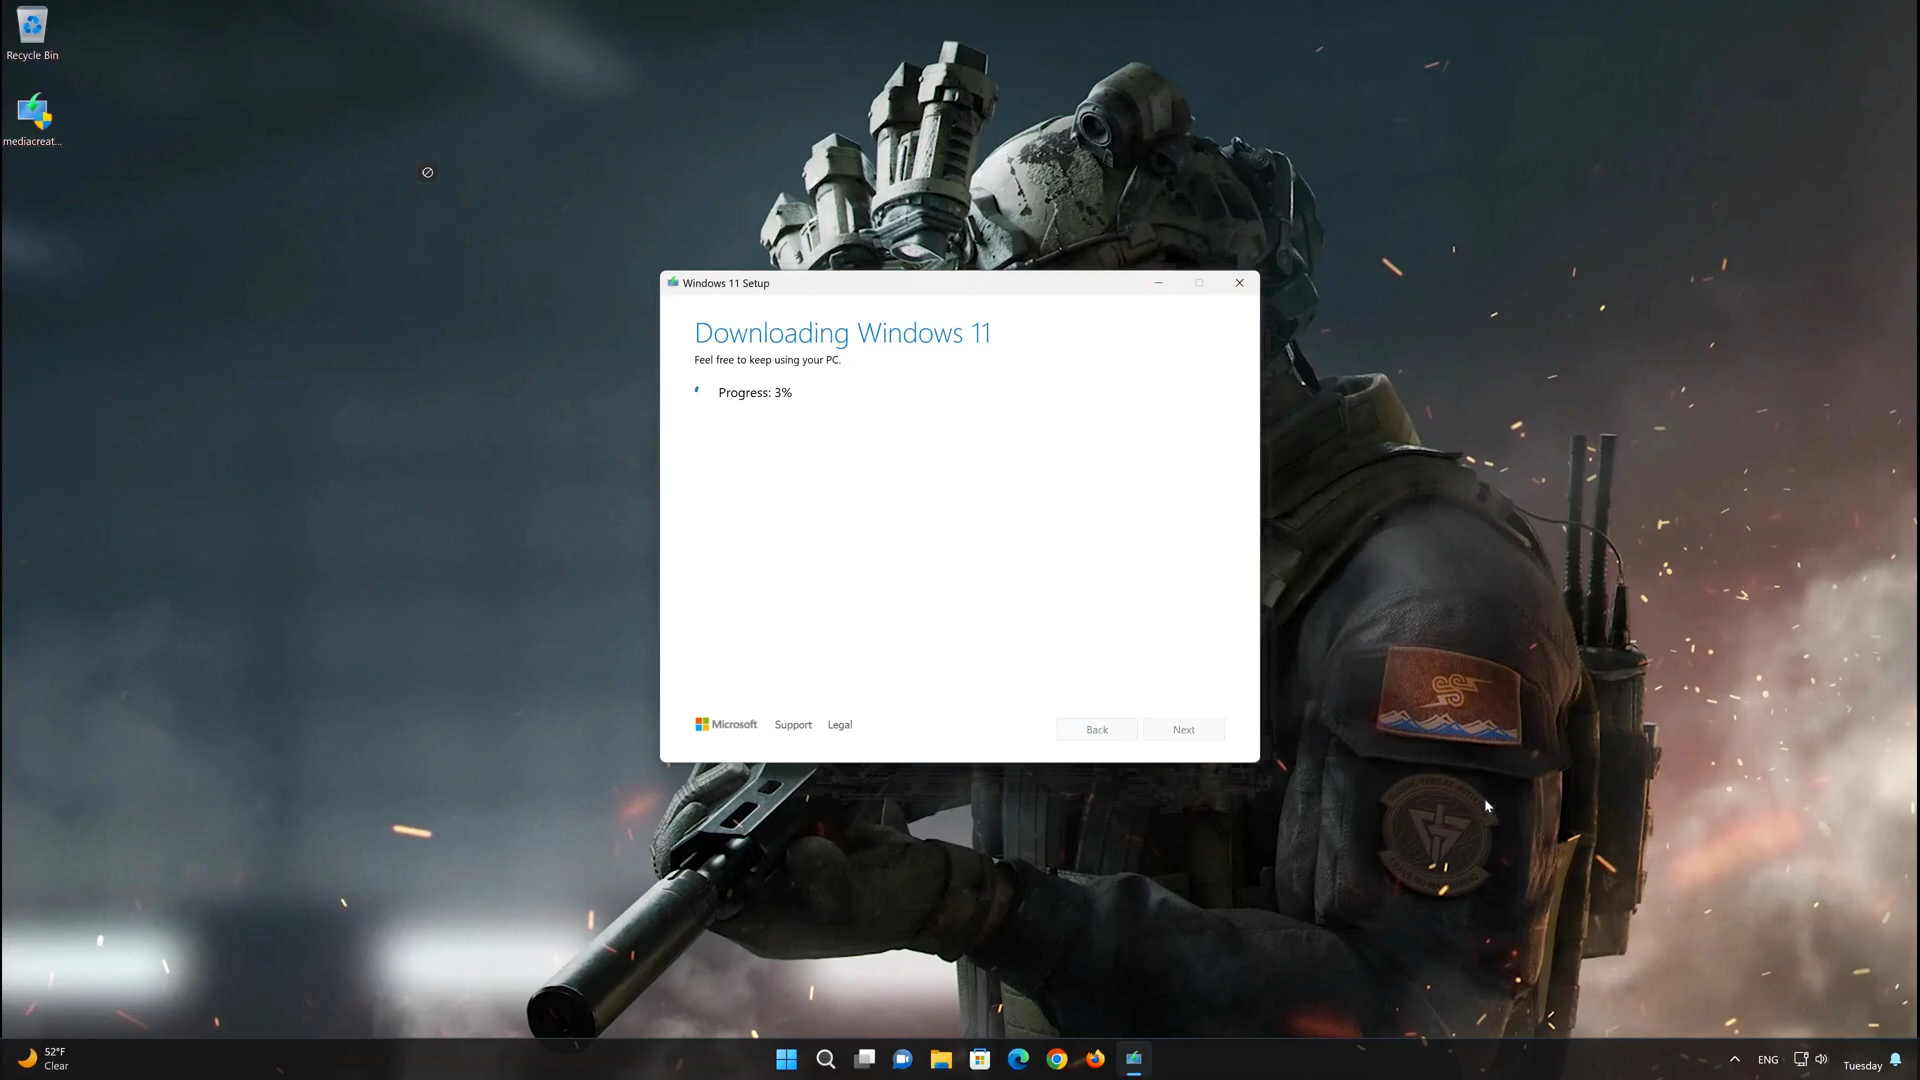 Recycle Bin
mediacreat...
Windows 11 Setup
Downloading Windows 11
Feel free to keep using your PC.
Progress: 3%
Microsoft
Support
Legal
Back
Next
52°F
Clear
ENG
Tuesday